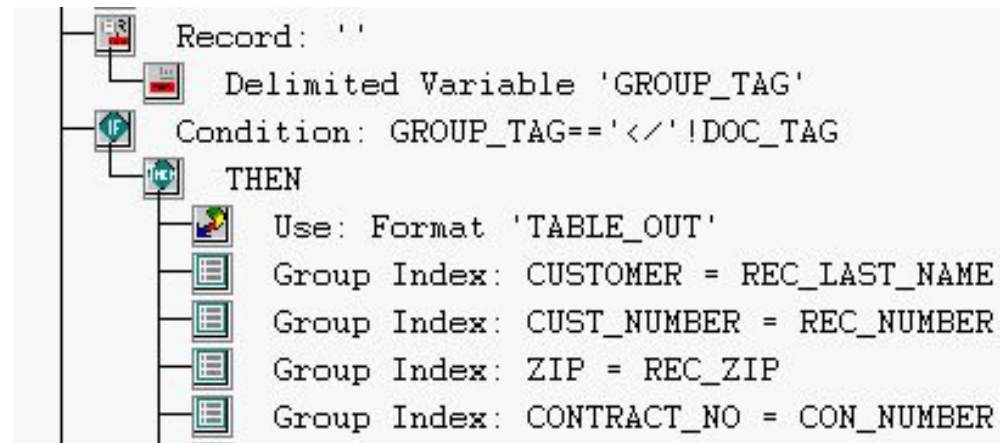 Record: ''
Delimited Variable 'GROUP_TAG'
IF Condition: GROUP_TAG=='</'!DOC_TAG
THEN
Use: Format 'TABLE_OUT'
Group Index: CUSTOMER = REC_LAST_NAME
Group Index: CUST_NUMBER = REC_NUMBER
Group Index: ZIP = REC_ZIP
Group Index: CONTRACT_NO = CON_NUMBER